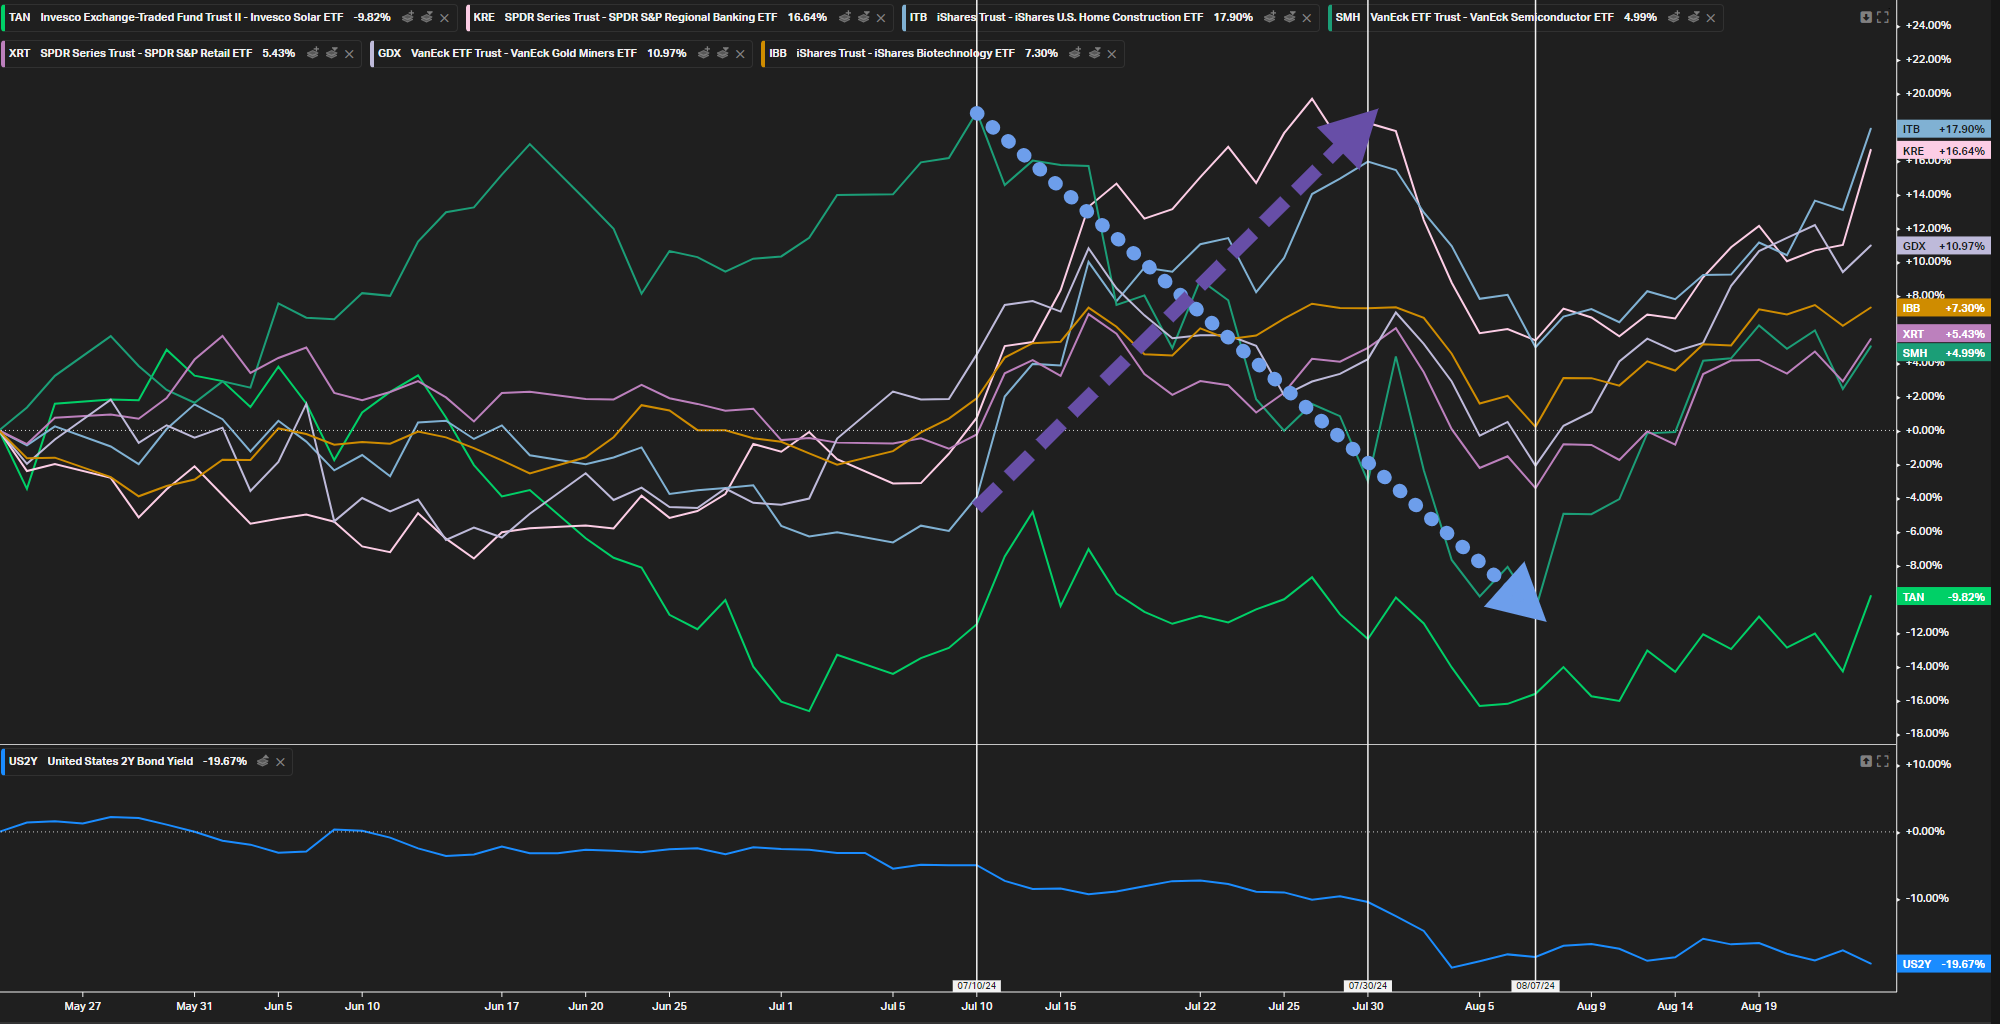 TAN Invesco Exchange-Traded Fund Trust II - Invesco Solar ETF -9.82% KRE SPDR Series Trust - SPDR S&P Regional Banking ETF 16.64% ITB iShares Trust - iShares U.S. Home Construction ETF 17.90% SMH VanEck ETF Trust - VanEck Semiconductor ETF 4.99%
XRT SPDR Series Trust - SPDR S&P Retail ETF 5.43% GDX VanEck ETF Trust - VanEck Gold Miners ETF 10.97% IBB iShares Trust - iShares Biotechnology ETF 7.30%
+24.00%
+22.00%
+20.00%
ITB +17.90%
KRE +16.64%
+16.00%
+14.00%
+12.00%
GDX +10.97%
+10.00%
+8.00%
IBB +7.30%
XRT +5.43%
SMH +4.99%
+4.00%
+2.00%
+0.00%
-2.00%
-4.00%
-6.00%
-8.00%
TAN -9.82%
-12.00%
-14.00%
-16.00%
-18.00%
US2Y United States 2Y Bond Yield -19.67%
+10.00%
+0.00%
-10.00%
US2Y -19.67%
07/10/24 07/30/24 08/07/24
May 27 May 31 Jun 5 Jun 10 Jun 17 Jun 20 Jun 25 Jul 1 Jul 5 Jul 10 Jul 15 Jul 22 Jul 25 Jul 30 Aug 5 Aug 9 Aug 14 Aug 19